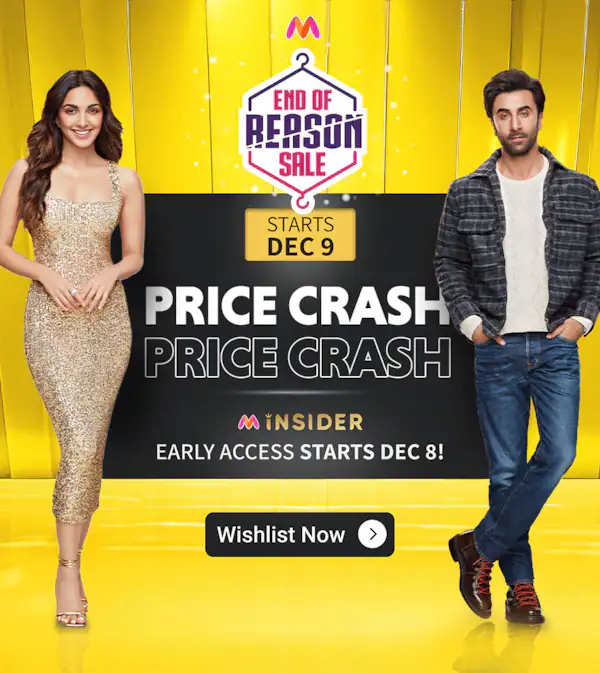 END OF
REASON
SALE
STARTS
DEC 9
PRICE CRASH
PRICE CRASH
INSIDER
EARLY ACCESS STARTS DEC 8!
Wishlist Now